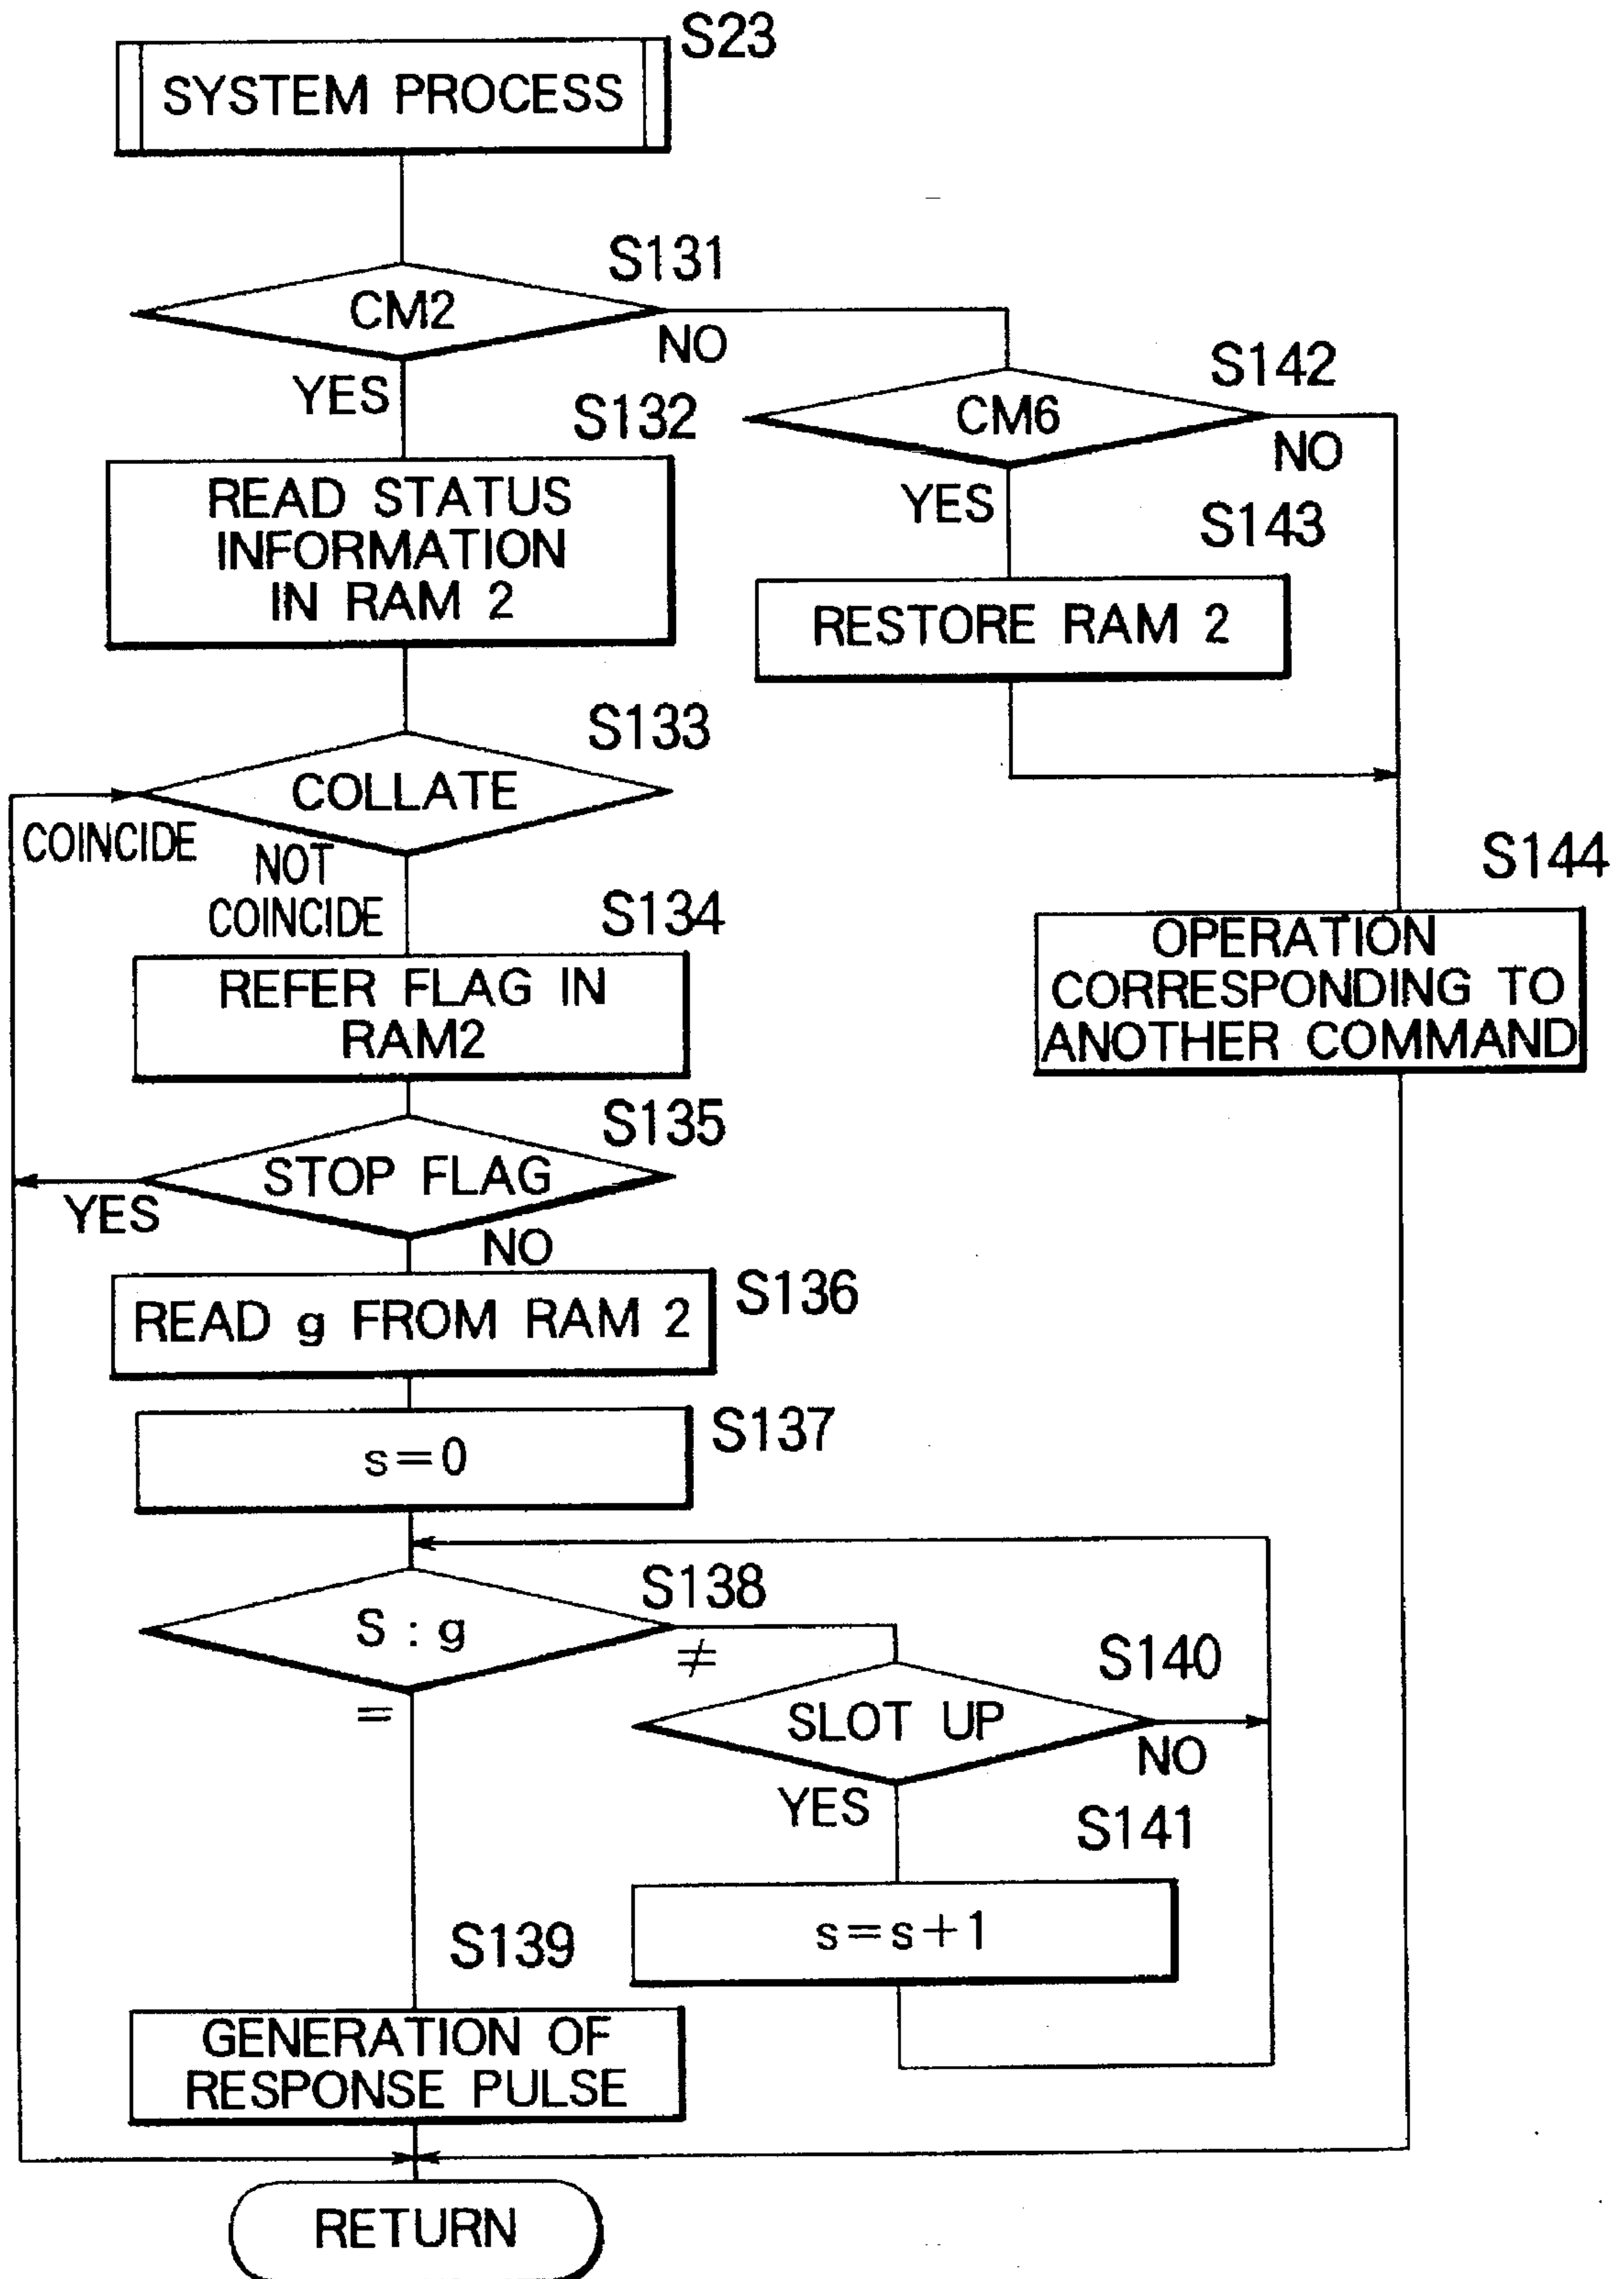 S23
SYSTEM PROCESS
S131
CM2
NO
YES
S142
CM6
NO
YES
S132
READ STATUS
INFORMATION
IN RAM 2
S143
RESTORE RAM 2
S133
COLLATE
COINCIDE
NOT
COINCIDE
S134
REFER FLAG IN
RAM2
S144
OPERATION
CORRESPONDING TO
ANOTHER COMMAND
S135
STOP FLAG
YES
NO
S136
READ g FROM RAM 2
S137
s=0
S138
S : g
≠
=
S140
SLOT UP
NO
YES
S141
s=s+1
S139
GENERATION OF
RESPONSE PULSE
RETURN